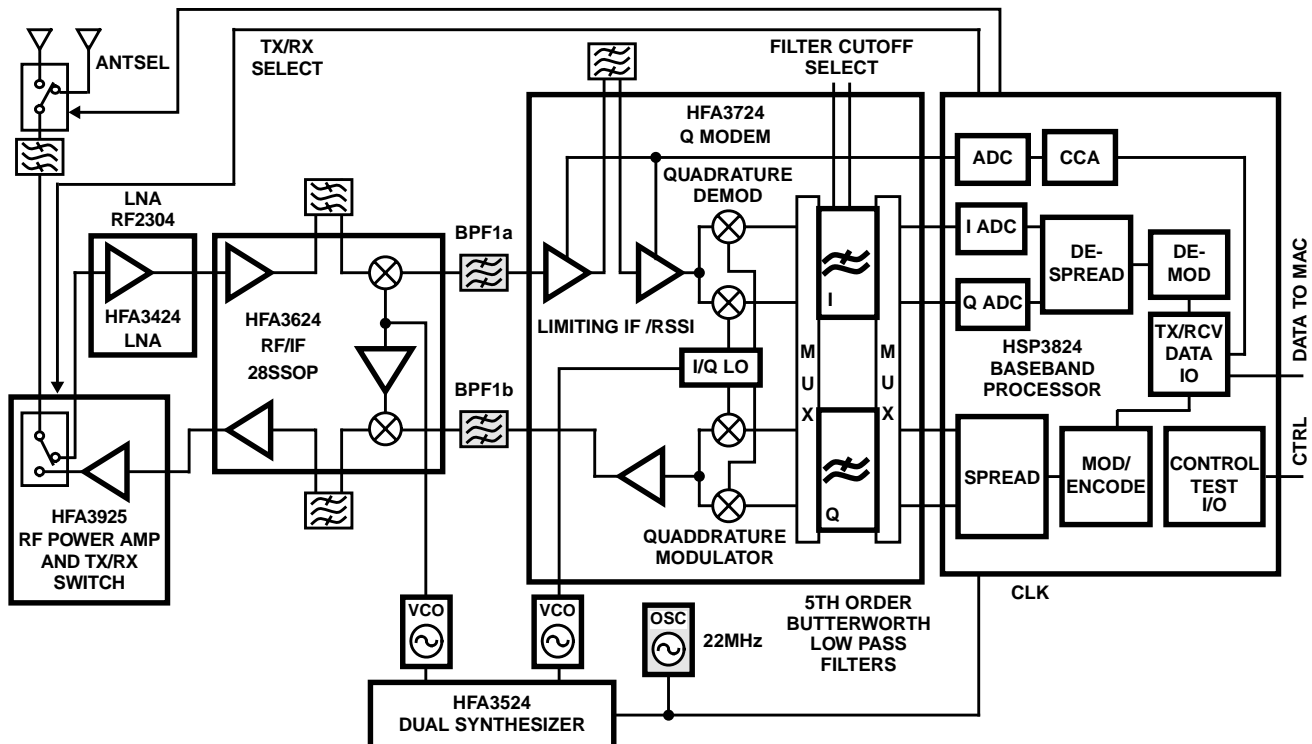 ANTSEL
TX/RX
SELECT
FILTER CUTOFF
SELECT
HFA3724
Q MODEM
ADC
CCA
QUADRATURE
DEMOD
LNA
RF2304
BPF1a
I ADC
DE-
SPREAD
DE-
MOD
HFA3424
LNA
HFA3624
RF/IF
28SSOP
LIMITING IF /RSSI
I
Q ADC
HSP3824
BASEBAND
PROCESSOR
TX/RCV
DATA
IO
DATA TO MAC
I/Q LO
M
U
X
M
U
X
BPF1b
CTRL
SPREAD
MOD/
ENCODE
CONTROL
TEST
I/O
Q
HFA3925
RF POWER AMP
AND TX/RX
SWITCH
QUADDRATURE
MODULATOR
CLK
VCO
VCO
OSC
22MHz
5TH ORDER
BUTTERWORTH
LOW PASS
FILTERS
HFA3524
DUAL SYNTHESIZER